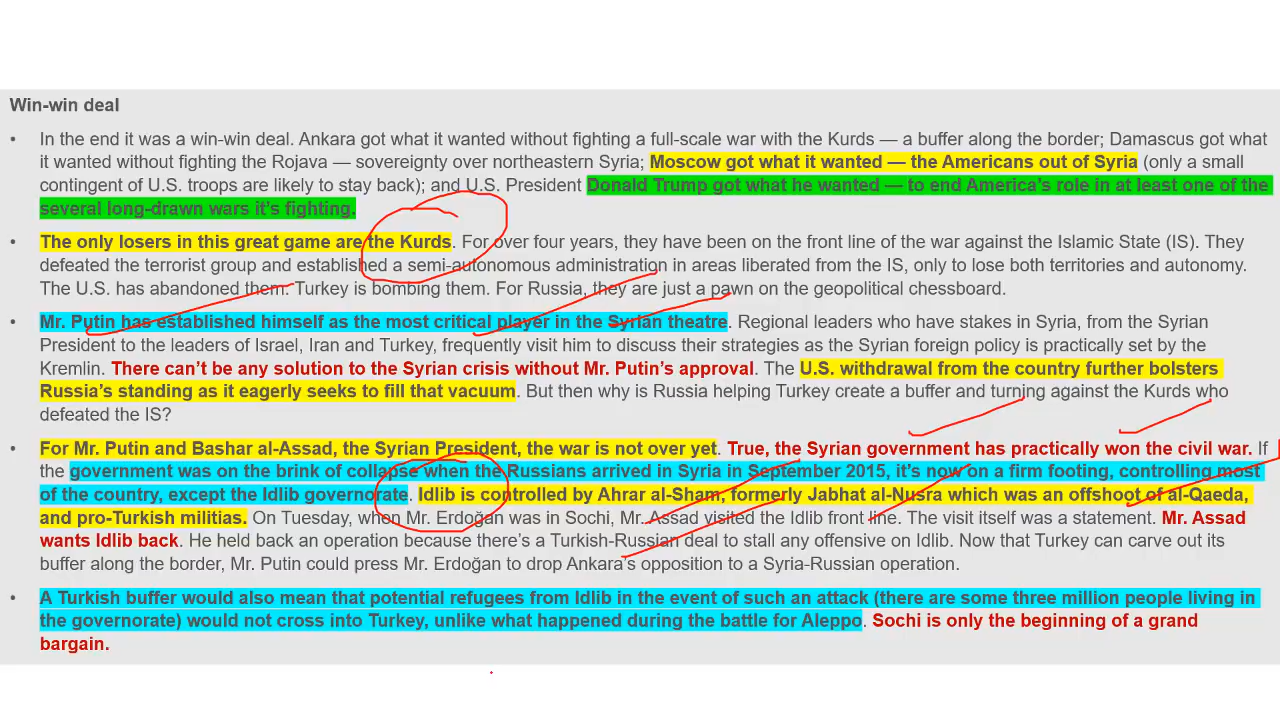 Win-win deal
• In the end it was a win-win deal. Ankara got what it wanted without fighting a full-scale war with the Kurds — a buffer along the border; Damascus got what
it wanted without fighting the Rojava — sovereignty over northeastern Syria; Moscow got what it wanted — the Americans out of Syria (only a small
contingent of U.S. troops are likely to stay back); and U.S. President Donald Trump got what he wanted — to end America's role in at least one of the
several long-drawn wars it's fighting.
• The only losers in this great game are the Kurds. For over four years, they have been on the front line of the war against the Islamic State (IS). They
defeated the terrorist group and established a semi-autonomous administration in areas liberated from the IS, only to lose both territories and autonomy.
The U.S. has abandoned them. Turkey is bombing them. For Russia, they are just a pawn on the geopolitical chessboard.
• Mr. Putin has established himself as the most critical player in the Syrian theatre. Regional leaders who have stakes in Syria, from the Syrian
President to the leaders of Israel, Iran and Turkey, frequently visit him to discuss their strategies as the Syrian foreign policy is practically set by the
Kremlin. There can't be any solution to the Syrian crisis without Mr. Putin's approval. The U.S. withdrawal from the country further bolsters
Russia's standing as it eagerly seeks to fill that vacuum. But then why is Russia helping Turkey create a buffer and turning against the Kurds who
defeated the IS?
• For Mr. Putin and Bashar al-Assad, the Syrian President, the war is not over yet. True, the Syrian government has practically won the civil war. If
the government was on the brink of collapse when the Russians arrived in Syria in September 2015, it's now on a firm footing, controlling most
of the country, except the Idlib governorate. Idlib is controlled by Ahrar al-Sham, formerly Jabhat al-Nusra which was an offshoot of al-Qaeda,
and pro-Turkish militias. On Tuesday, when Mr. Erdoğan was in Sochi, Mr. Assad visited the Idlib front line. The visit itself was a statement. Mr. Assad
wants Idlib back. He held back an operation because there's a Turkish-Russian deal to stall any offensive on Idlib. Now that Turkey can carve out its
buffer along the border, Mr. Putin could press Mr. Erdoğan to drop Ankara's opposition to a Syria-Russian operation.
• A Turkish buffer would also mean that potential refugees from Idlib in the event of such an attack (there are some three million people living in
the governorate) would not cross into Turkey, unlike what happened during the battle for Aleppo. Sochi is only the beginning of a grand
bargain.